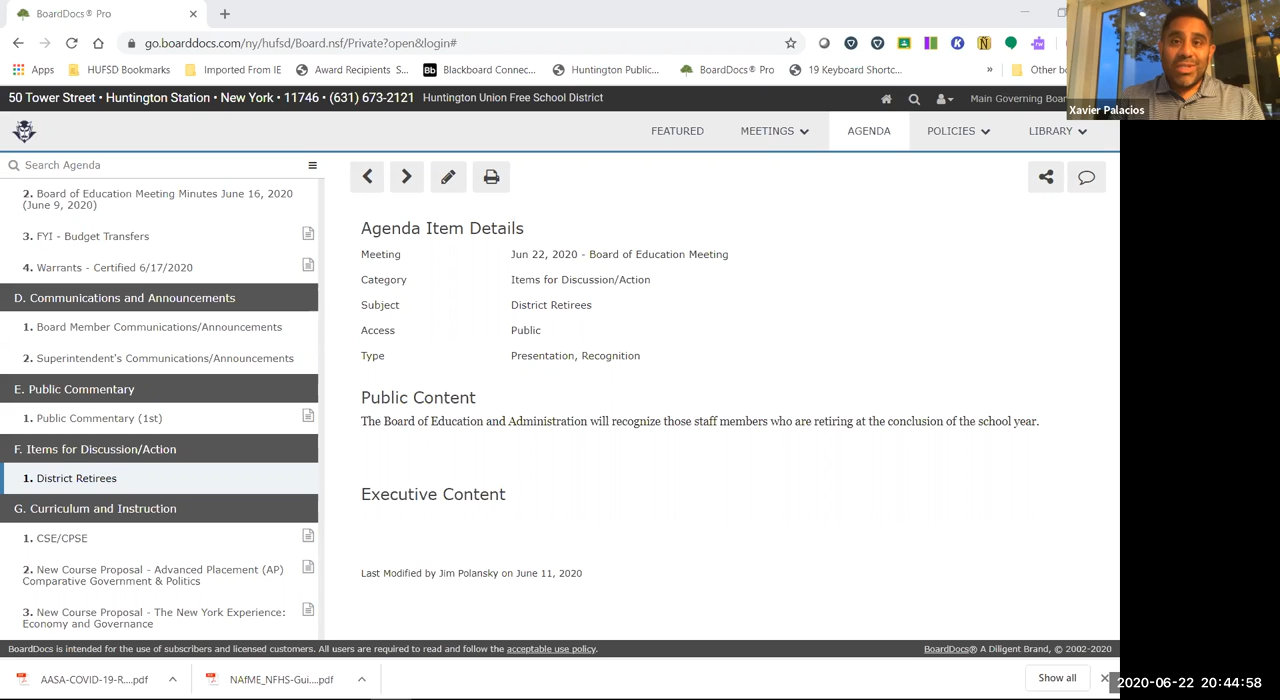 BoardDocs® Pro
go.boarddocs.com/ny/hufsd/Board.nsf/Private?open&login#
Apps HUFSD Bookmarks Imported From IE Award Recipients S... Blackboard Connec... Huntington Public... BoardDocs® Pro 19 Keyboard Shortc... » Other b
Xavier Palacios
50 Tower Street • Huntington Station • New York • 11746 • (631) 673-2121 Huntington Union Free School District Main Governing Boar
FEATURED MEETINGS AGENDA POLICIES LIBRARY
Search Agenda
2. Board of Education Meeting Minutes June 16, 2020
(June 9, 2020)
3. FYI - Budget Transfers
4. Warrants - Certified 6/17/2020
D. Communications and Announcements
1. Board Member Communications/Announcements
2. Superintendent's Communications/Announcements
E. Public Commentary
1. Public Commentary (1st)
F. Items for Discussion/Action
1. District Retirees
G. Curriculum and Instruction
1. CSE/CPSE
2. New Course Proposal - Advanced Placement (AP)
Comparative Government & Politics
3. New Course Proposal - The New York Experience:
Economy and Governance
Agenda Item Details
Meeting Jun 22, 2020 - Board of Education Meeting
Category Items for Discussion/Action
Subject District Retirees
Access Public
Type Presentation, Recognition
Public Content
The Board of Education and Administration will recognize those staff members who are retiring at the conclusion of the school year.
Executive Content
Last Modified by Jim Polansky on June 11, 2020
BoardDocs is intended for the use of subscribers and licensed customers. All users are required to read and follow the acceptable use policy. BoardDocs® A Diligent Brand, © 2002-2020
AASA-COVID-19-R....pdf NAfME_NFHS-Gui....pdf Show all
2020-06-22 20:44:58